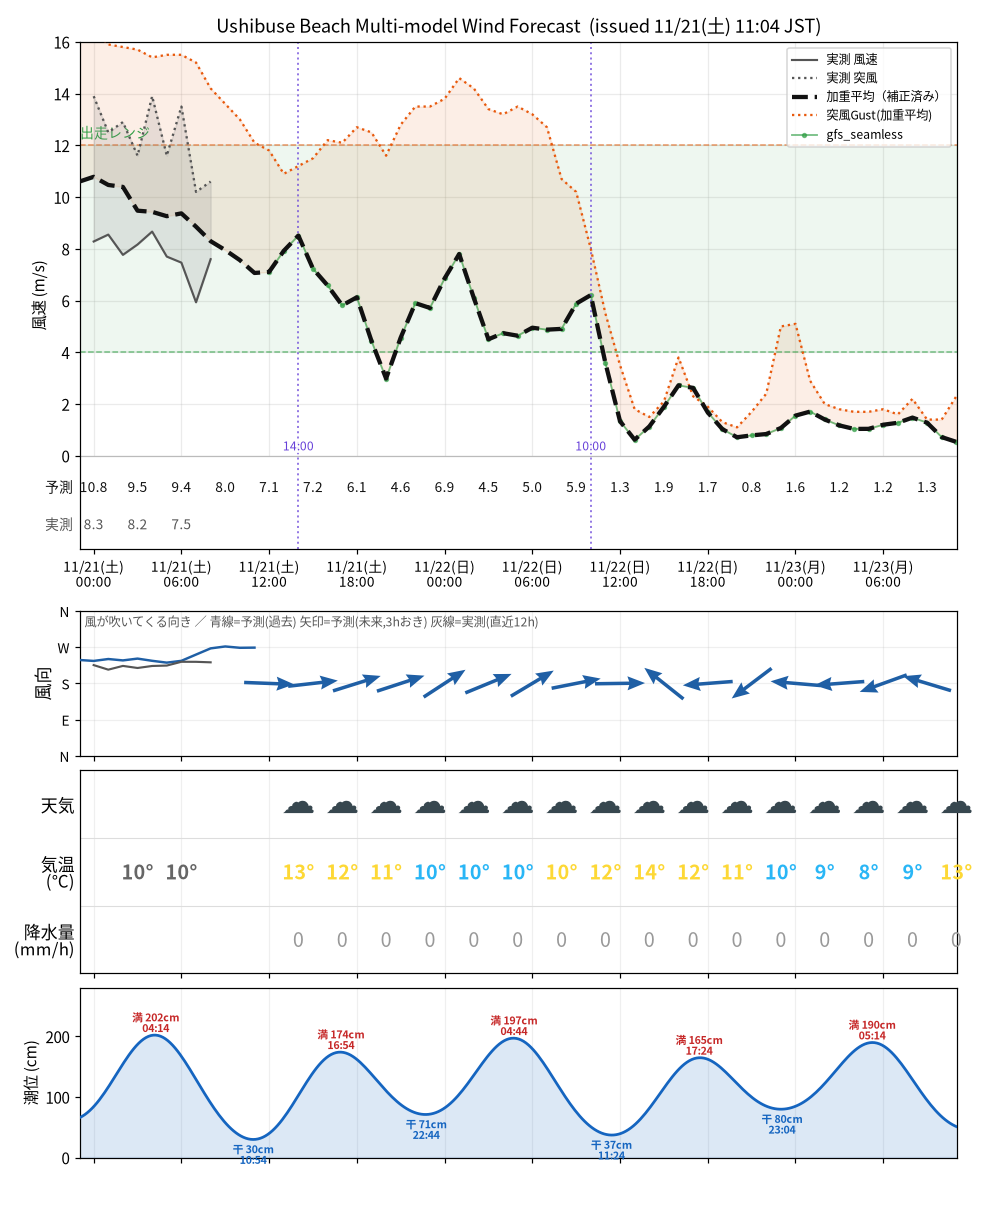 Ushibuse Beach Multi-model Wind Forecast (issued 11/21(土) 11:04 JST)
16
14
12
10
8
6
4
2
0
風速 (m/s)
出走レンジ
実測 風速
実測 突風
加重平均（補正済み）
突風Gust(加重平均)
gfs_seamless
14:00
10:00
予測 10.8 9.5 9.4 8.0 7.1 7.2 6.1 4.6 6.9 4.5 5.0 5.9 1.3 1.9 1.7 0.8 1.6 1.2 1.2 1.3
実測 8.3 8.2 7.5
11/21(土) 11/21(土) 11/21(土) 11/21(土) 11/22(日) 11/22(日) 11/22(日) 11/22(日) 11/23(月) 11/23(月)
00:00 06:00 12:00 18:00 00:00 06:00 12:00 18:00 00:00 06:00
風が吹いてくる向き ／ 青線=予測(過去) 矢印=予測(未来,3hおき) 灰線=実測(直近12h)
風向
N
W
S
E
N
天気
気温
(℃)
10° 10° 13° 12° 11° 10° 10° 10° 10° 12° 14° 12° 11° 10° 9° 8° 9° 13°
降水量
(mm/h)
0 0 0 0 0 0 0 0 0 0 0 0 0 0 0 0
潮位 (cm)
200
100
0
満 202cm
04:14
干 30cm
10:54
満 174cm
16:54
干 71cm
22:44
満 197cm
04:44
干 37cm
11:24
満 165cm
17:24
干 80cm
23:04
満 190cm
05:14